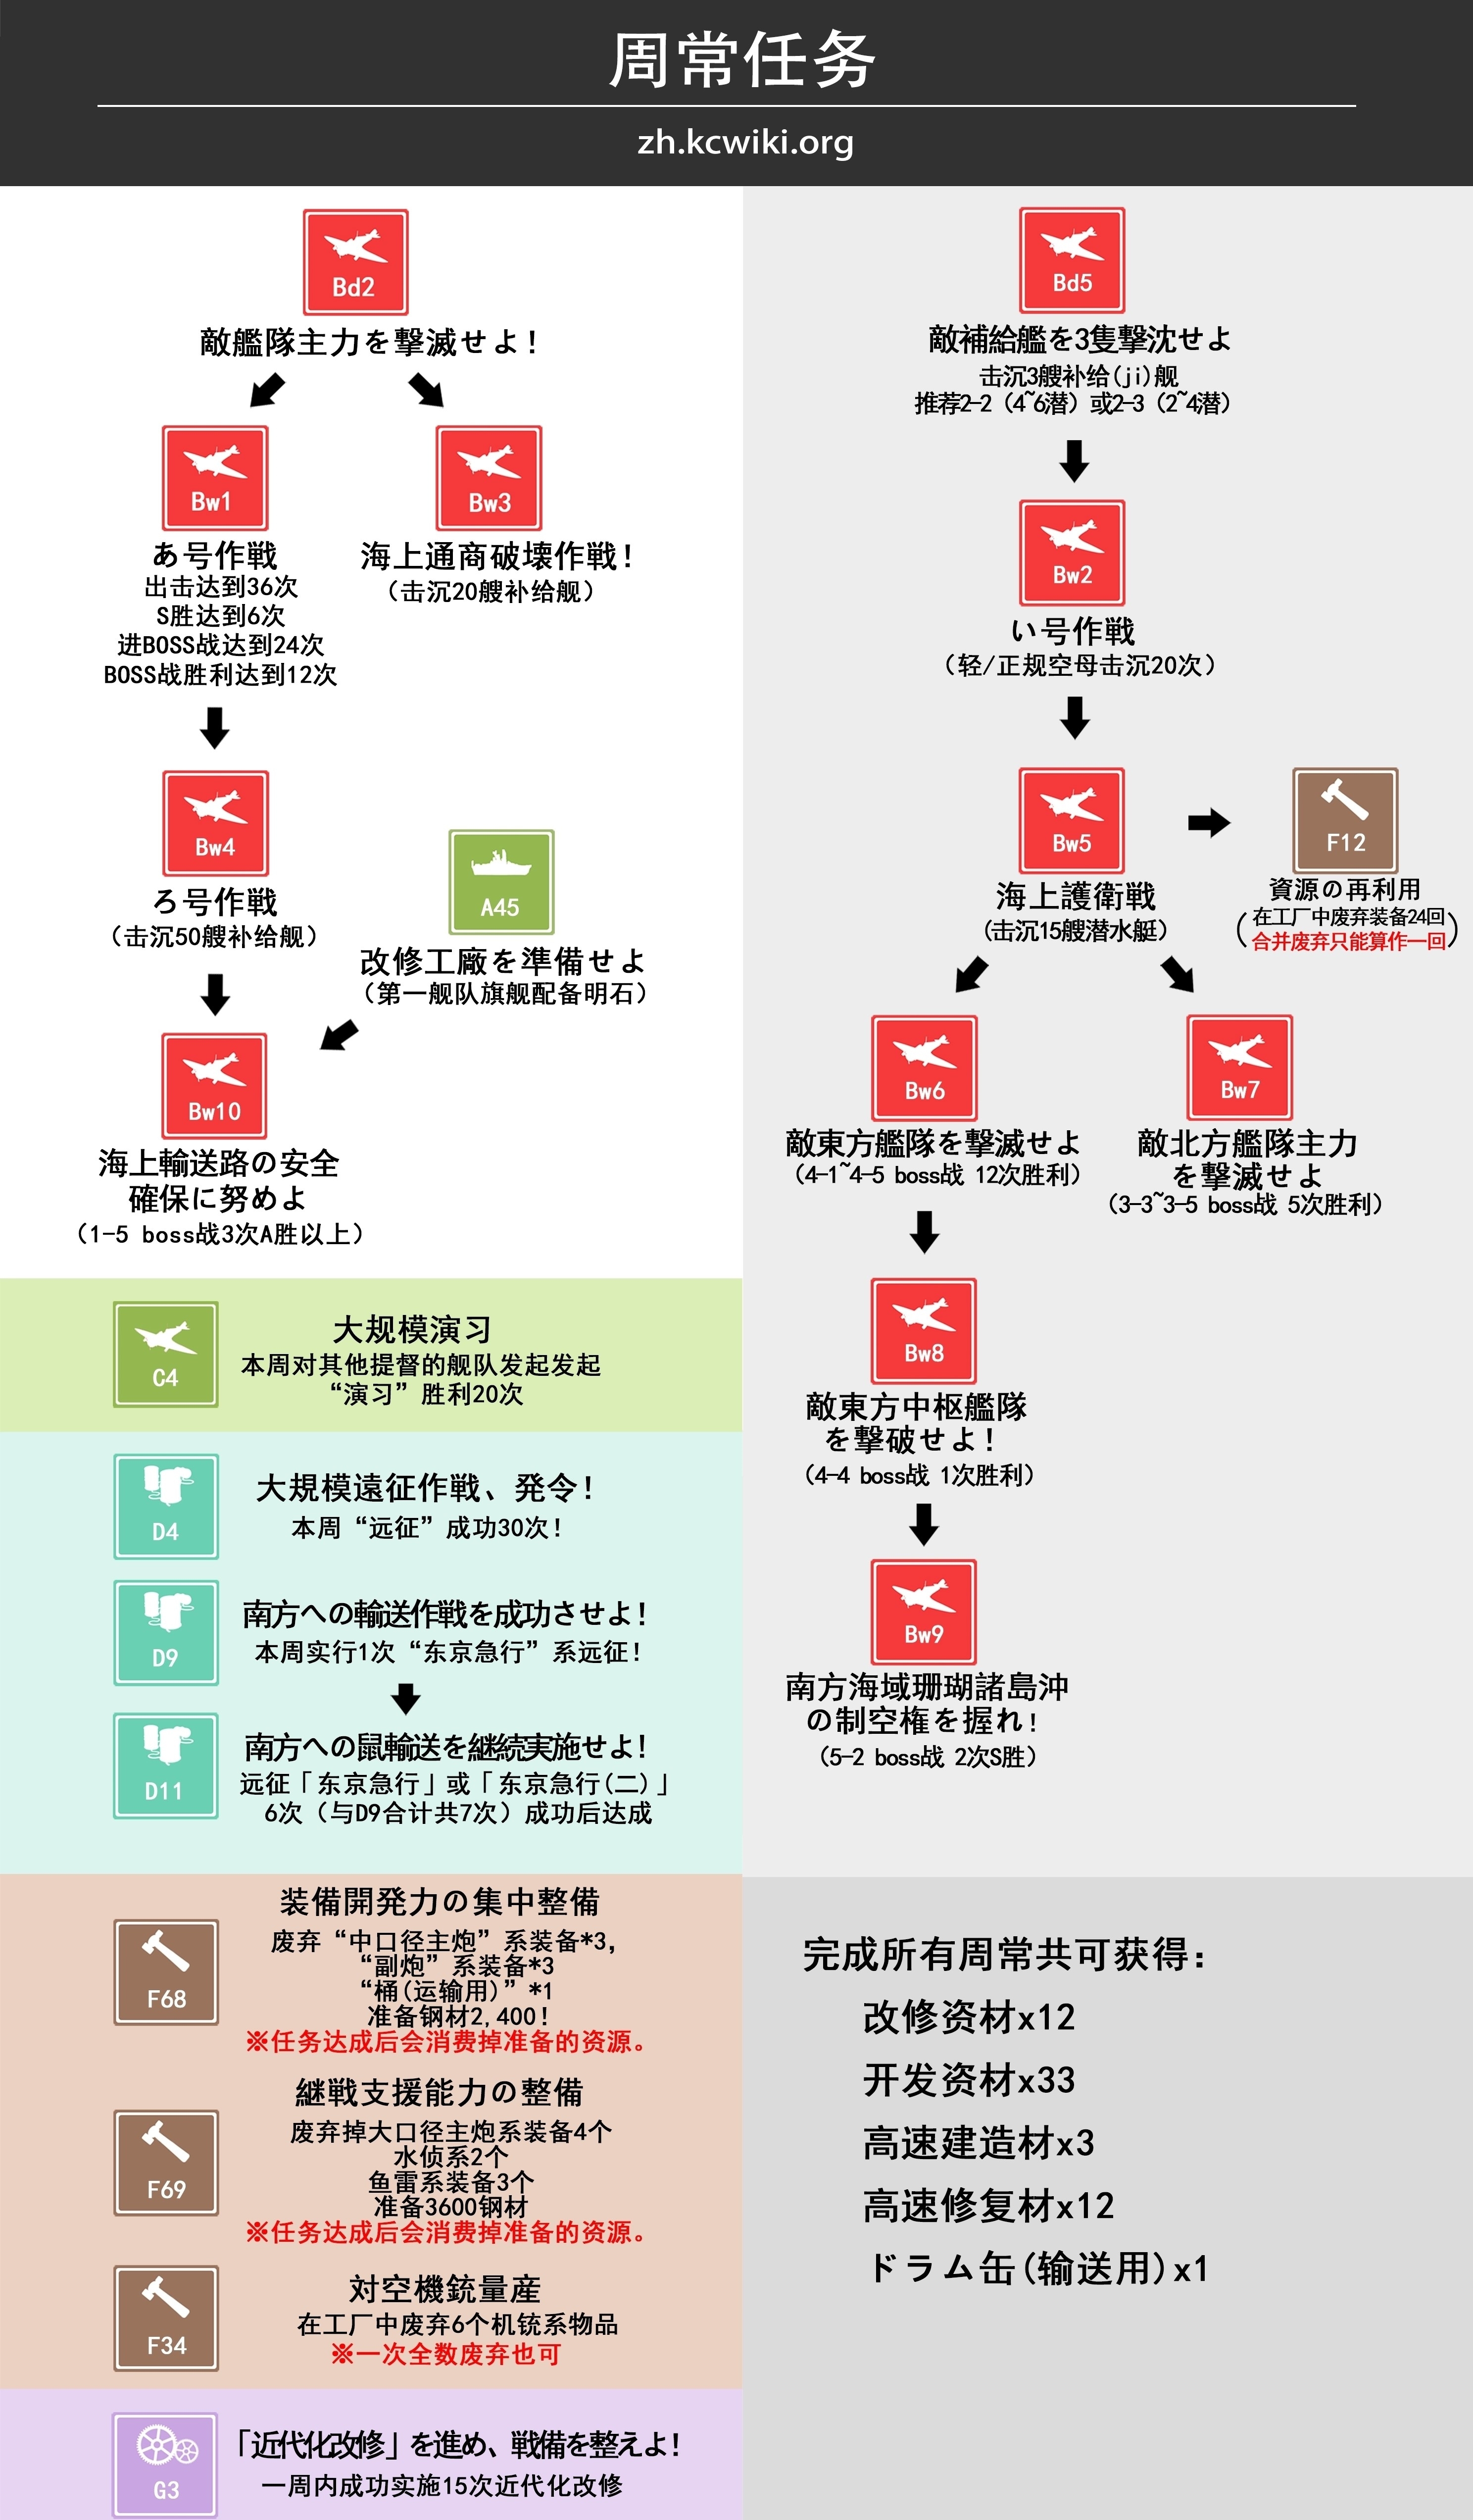 周常任务
zh.kcwiki.org
Bd2
敵艦隊主力を撃滅せよ！
Bw1
あ号作戦
出击达到36次
S胜达到6次
进BOSS战达到24次
BOSS战胜利达到12次
Bw3
海上通商破壊作戦！
（击沉20艘补给舰）
Bw4
ろ号作戦
（击沉50艘补给舰）
A45
改修工廠を準備せよ
（第一舰队旗舰配备明石）
Bw10
海上輸送路の安全
確保に努めよ
（1-5 boss战3次A胜以上）
Bd5
敵補給艦を3隻撃沈せよ
击沉3艘补给(ji)舰
推荐2-2（4~6潜）或2-3（2~4潜）
Bw2
い号作戦
（轻/正规空母击沉20次）
Bw5
海上護衛戦
(击沉15艘潜水艇)
F12
資源の再利用
（在工厂中废弃装备24回
合并废弃只能算作一回）
Bw6
敵東方艦隊を撃滅せよ
（4-1~4-5 boss战 12次胜利）
Bw7
敵北方艦隊主力
を撃滅せよ
（3-3~3-5 boss战 5次胜利）
Bw8
敵東方中枢艦隊
を撃破せよ！
（4-4 boss战 1次胜利）
Bw9
南方海域珊瑚諸島沖
の制空権を握れ！
（5-2 boss战 2次S胜）
C4
大规模演习
本周对其他提督的舰队发起发起
“演习”胜利20次
D4
大規模遠征作戦、発令！
本周“远征”成功30次！
D9
南方への輸送作戦を成功させよ！
本周实行1次“东京急行”系远征！
D11
南方への鼠輸送を継続実施せよ！
远征「东京急行」或「东京急行(二)」
6次（与D9合计共7次）成功后达成
F68
装備開発力の集中整備
废弃“中口径主炮”系装备*3，
“副炮”系装备*3
“桶(运输用)”*1
准备钢材2,400！
※任务达成后会消费掉准备的资源。
F69
継戦支援能力の整備
废弃掉大口径主炮系装备4个
水侦系2个
鱼雷系装备3个
准备3600钢材
※任务达成后会消费掉准备的资源。
F34
対空機銃量産
在工厂中废弃6个机铳系物品
※一次全数废弃也可
G3
「近代化改修」を進め、戦備を整えよ！
一周内成功实施15次近代化改修
完成所有周常共可获得：
改修资材x12
开发资材x33
高速建造材x3
高速修复材x12
ドラム缶(输送用)x1